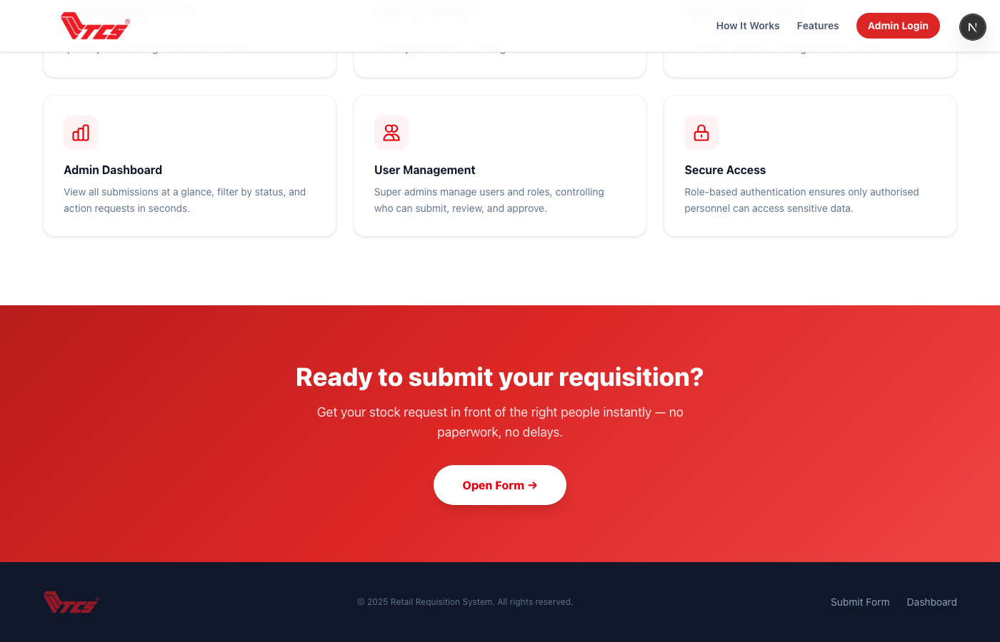 TCS®
How It Works
Features
Admin Login
N
Admin Dashboard
View all submissions at a glance, filter by status, and
action requests in seconds.
User Management
Super admins manage users and roles, controlling
who can submit, review, and approve.
Secure Access
Role-based authentication ensures only authorised
personnel can access sensitive data.
Ready to submit your requisition?
Get your stock request in front of the right people instantly — no
paperwork, no delays.
Open Form →
TCS®
© 2025 Retail Requisition System. All rights reserved.
Submit Form
Dashboard